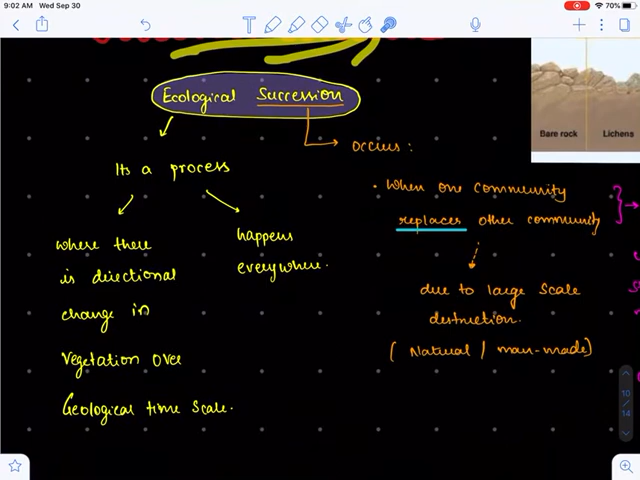 9:02 AM Wed Sep 30
70%
Ecological Succession
Its a process
where there
is directional
change in
vegetation over
Geological time Scale.
happens
everywhere.
occurs :
• When one community
replaces other community
due to large scale
destruction.
( Natural / man-made)
Bare rock
Lichens
10
/
14